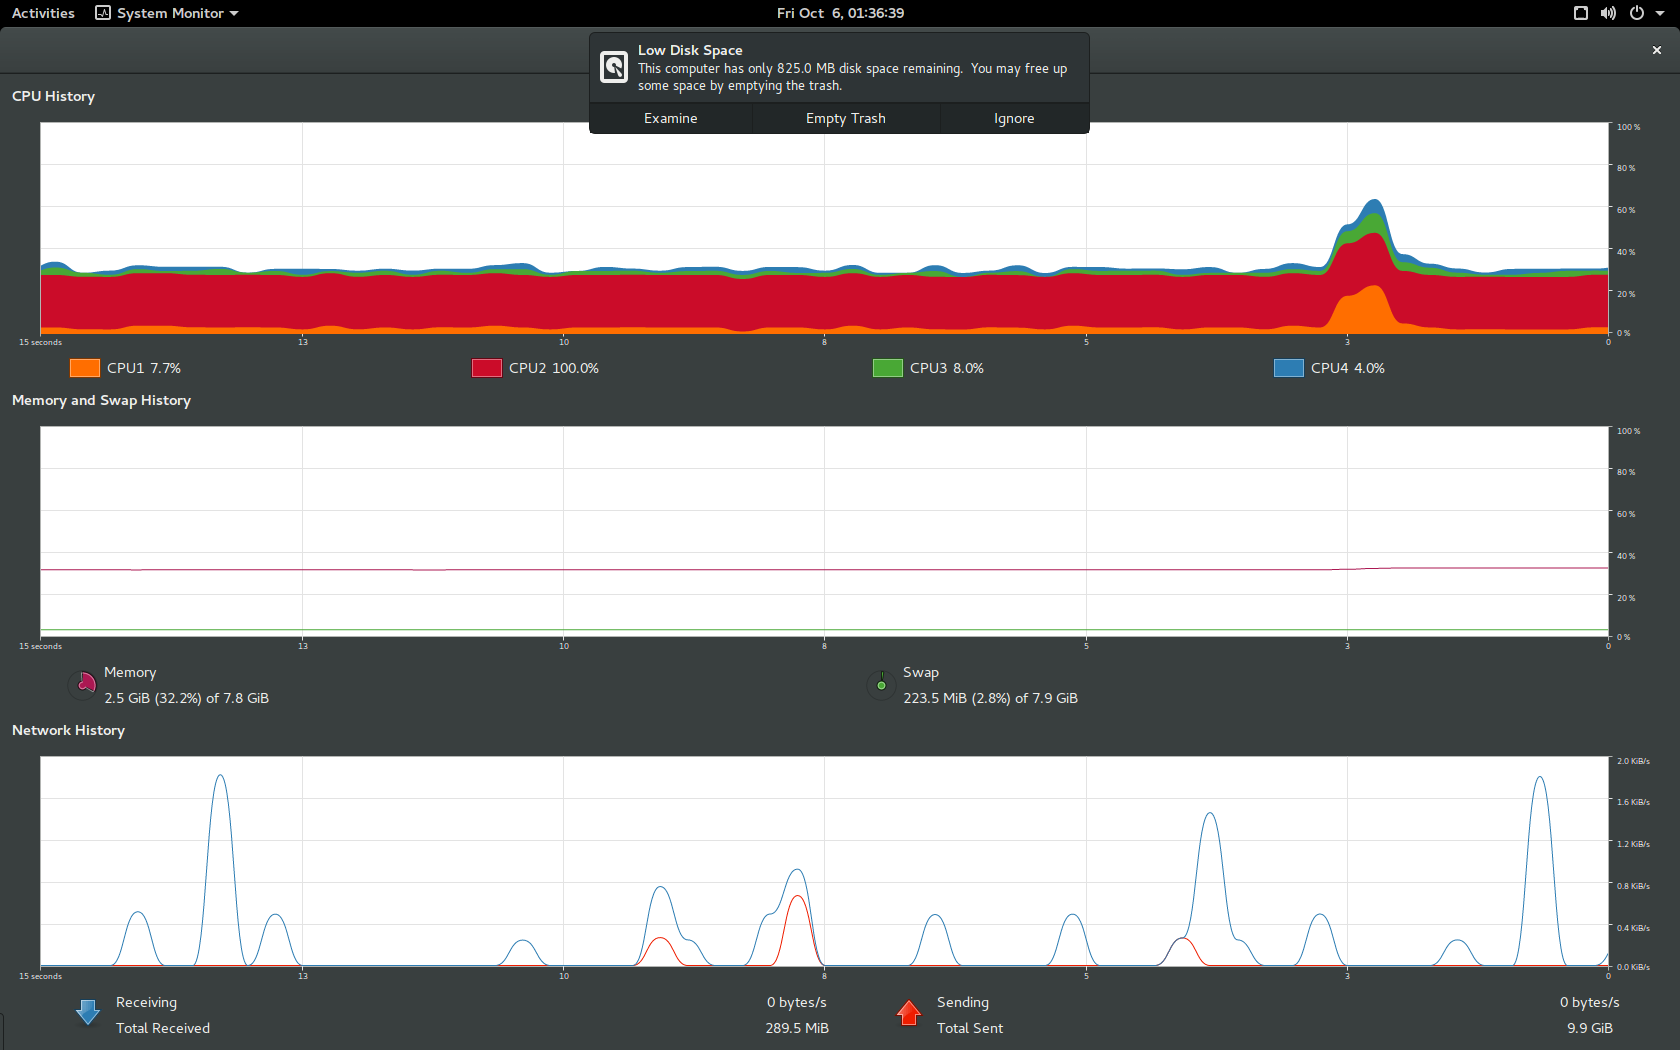 Activities System Monitor Fri Oct 6, 01:36:39
Low Disk Space
This computer has only 825.0 MB disk space remaining. You may free up
some space by emptying the trash.
Examine Empty Trash Ignore
CPU History
100 %
80 %
60 %
40 %
20 %
0 %
15 seconds 13 10 8 5 3 0
CPU1 7.7% CPU2 100.0% CPU3 8.0% CPU4 4.0%
Memory and Swap History
100 %
80 %
60 %
40 %
20 %
0 %
15 seconds 13 10 8 5 3 0
Memory Swap
2.5 GiB (32.2%) of 7.8 GiB 223.5 MiB (2.8%) of 7.9 GiB
Network History
2.0 KiB/s
1.6 KiB/s
1.2 KiB/s
0.8 KiB/s
0.4 KiB/s
0.0 KiB/s
15 seconds 13 10 8 5 3 0
Receiving 0 bytes/s Sending 0 bytes/s
Total Received 289.5 MiB Total Sent 9.9 GiB